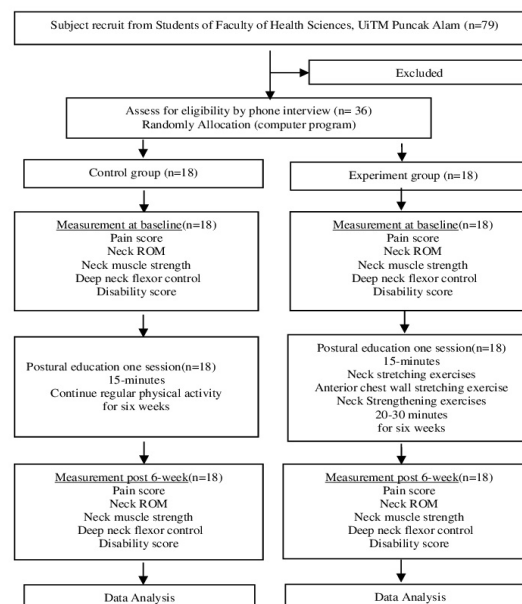 Subject recruit from Students of Faculty of Health Sciences, UiTM Puncak Alam (n=79)
Excluded
Assess for eligibility by phone interview (n= 36)
Randomly Allocation (computer program)
Control group (n=18)
Experiment group (n=18)
Measurement at baseline(n=18)
Pain score
Neck ROM
Neck muscle strength
Deep neck flexor control
Disability score
Measurement at baseline(n=18)
Pain score
Neck ROM
Neck muscle strength
Deep neck flexor control
Disability score
Postural education one session(n=18)
15-minutes
Continue regular physical activity
for six weeks
Postural education one session(n=18)
15-minutes
Neck stretching exercises
Anterior chest wall stretching exercise
Neck Strengthening exercises
20-30 minutes
for six weeks
Measurement post 6-week(n=18)
Pain score
Neck ROM
Neck muscle strength
Deep neck flexor control
Disability score
Measurement post 6-week(n=18)
Pain score
Neck ROM
Neck muscle strength
Deep neck flexor control
Disability score
Data Analysis
Data Analysis